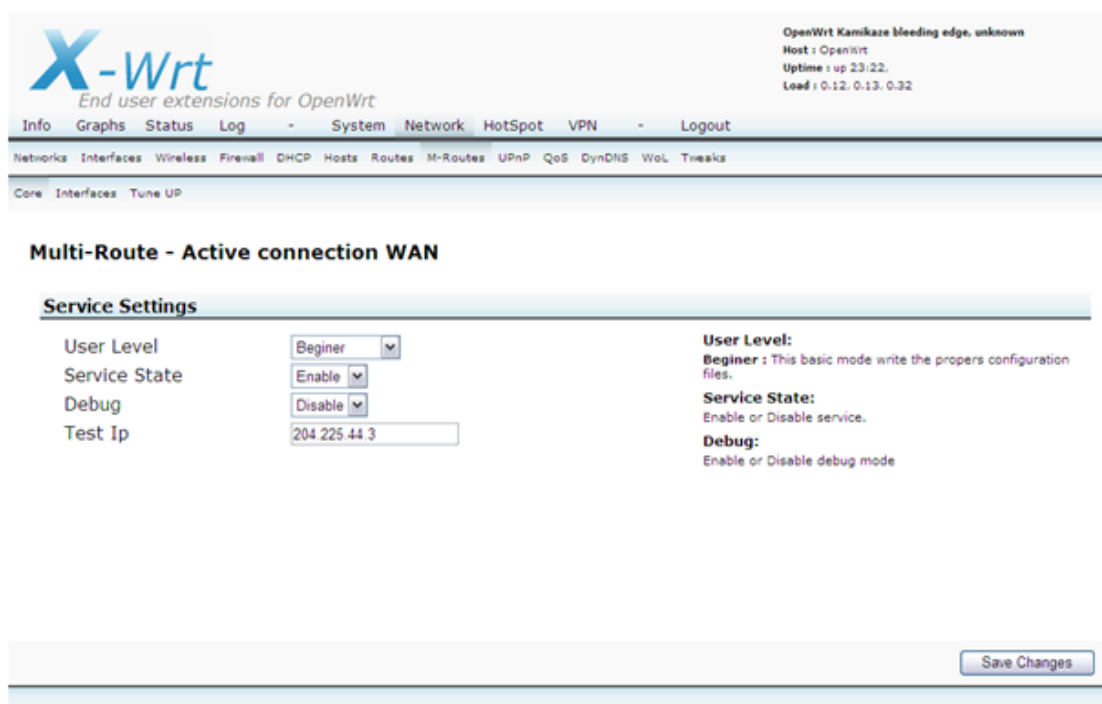 X-Wrt
End user extensions for OpenWrt
OpenWrt Kamikaze bleeding edge, unknown
Host : OpenWrt
Uptime : up 23:22,
Load : 0.12, 0.13, 0.32
Info Graphs Status Log - System Network HotSpot VPN - Logout
Networks Interfaces Wireless Firewall DHCP Hosts Routes M-Routes UPnP QoS DynDNS WoL Tweaks
Core Interfaces Tune UP
Multi-Route - Active connection WAN
Service Settings
User Level Beginer
Service State Enable
Debug Disable
Test Ip 204.225.44.3
User Level:
Beginer : This basic mode write the propers configuration
files.
Service State:
Enable or Disable service.
Debug:
Enable or Disable debug mode
Save Changes